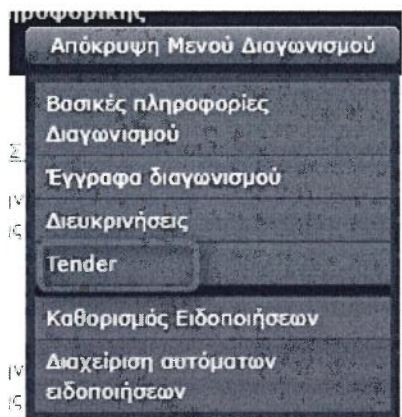 Απόκρυψη Μενού Διαγωνισμού
Βασικές πληροφορίες
Διαγωνισμού
Έγγραφα διαγωνισμού
Διευκρινήσεις
Tender
Καθορισμός Ειδοποιήσεων
Διαχείριση αυτόματων
ειδοποιήσεων